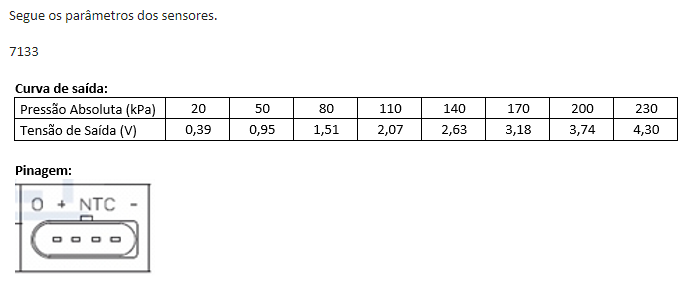 Segue os parâmetros dos sensores.
7133
Curva de saída:
Pressão Absoluta (kPa) 20 50 80 110 140 170 200 230
Tensão de Saída (V) 0,39 0,95 1,51 2,07 2,63 3,18 3,74 4,30
Pinagem:
O + NTC -